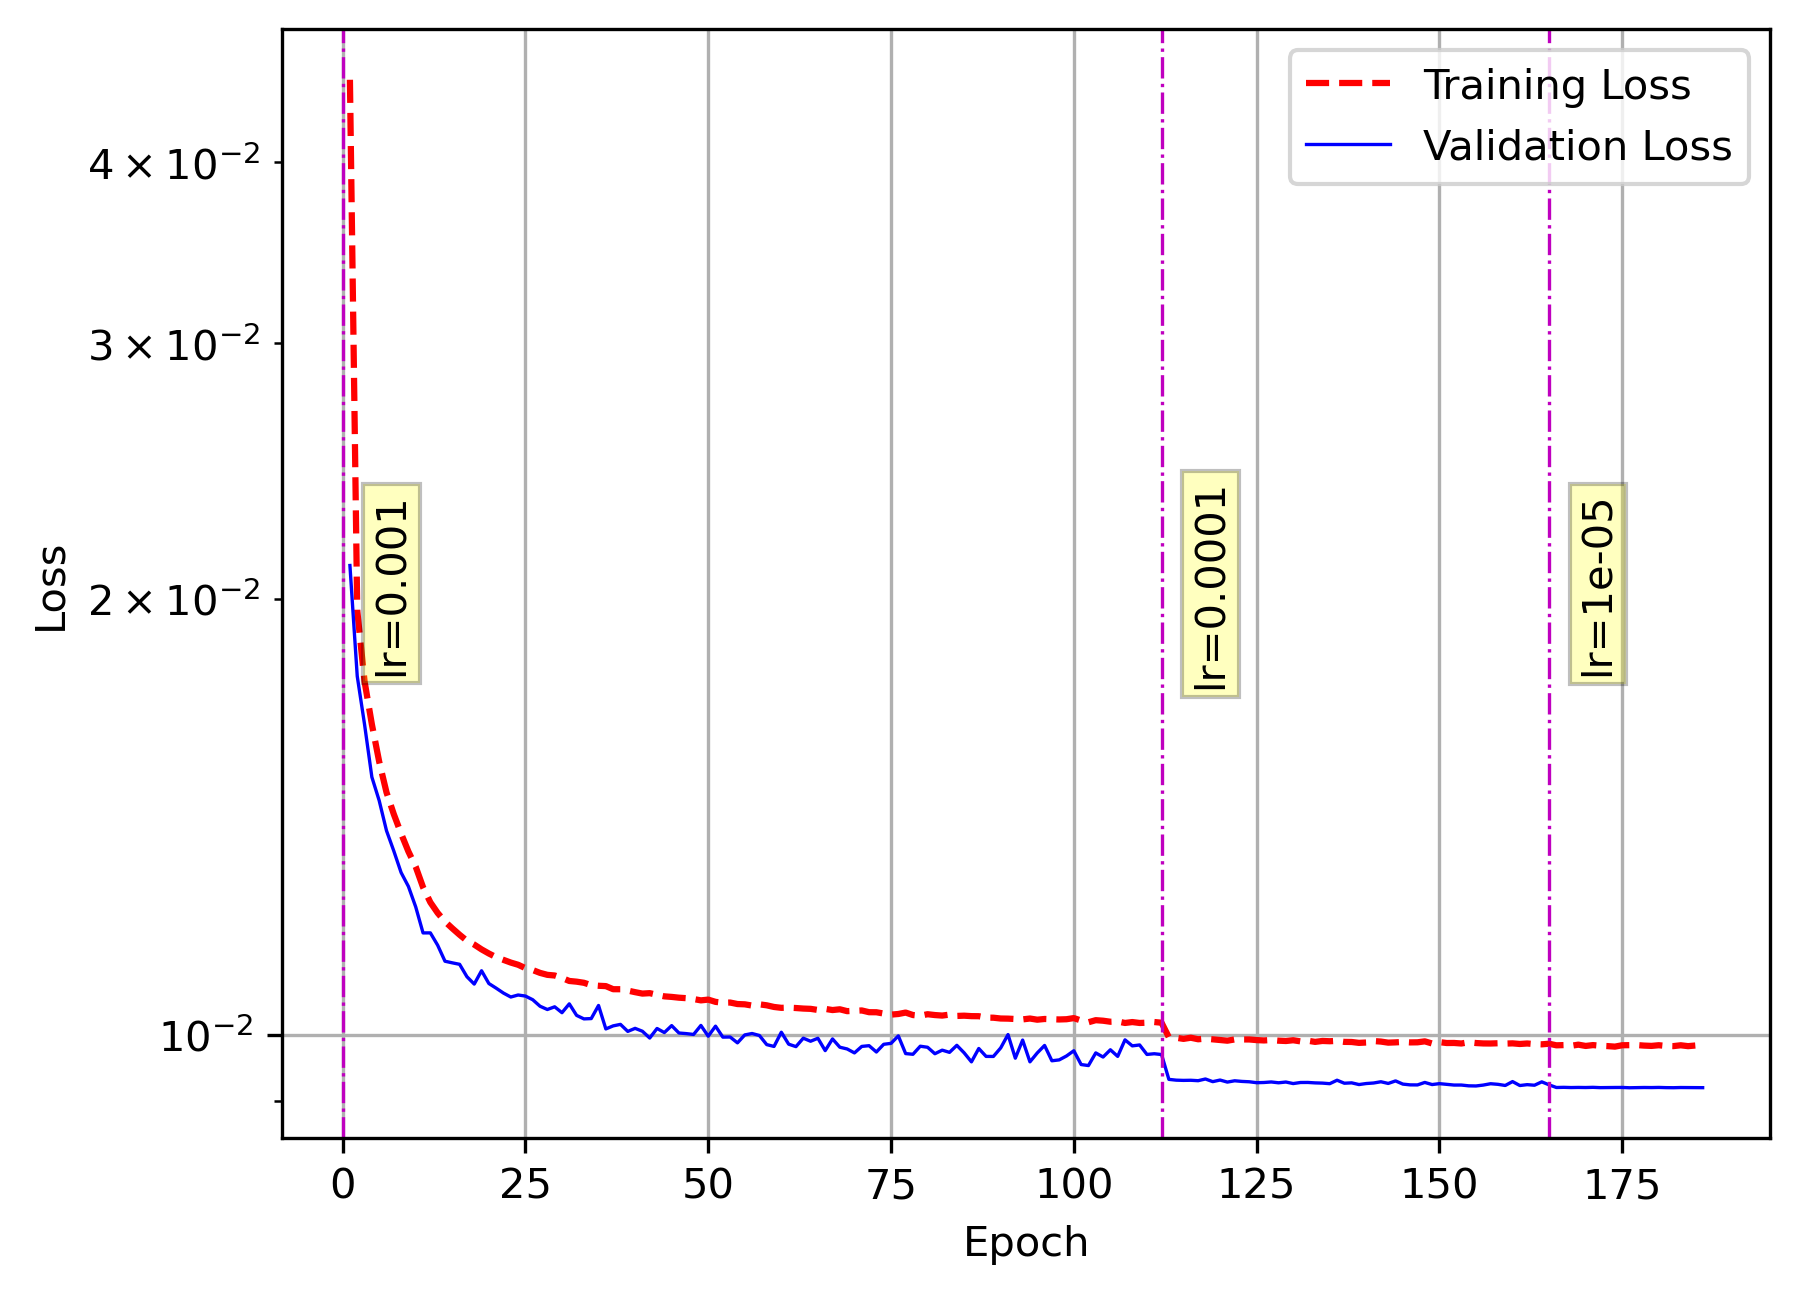 Training Loss
Validation Loss
4 × 10⁻²
3 × 10⁻²
2 × 10⁻²
10⁻²
Loss
lr=0.001
lr=0.0001
lr=1e-05
0 25 50 75 100 125 150 175
Epoch